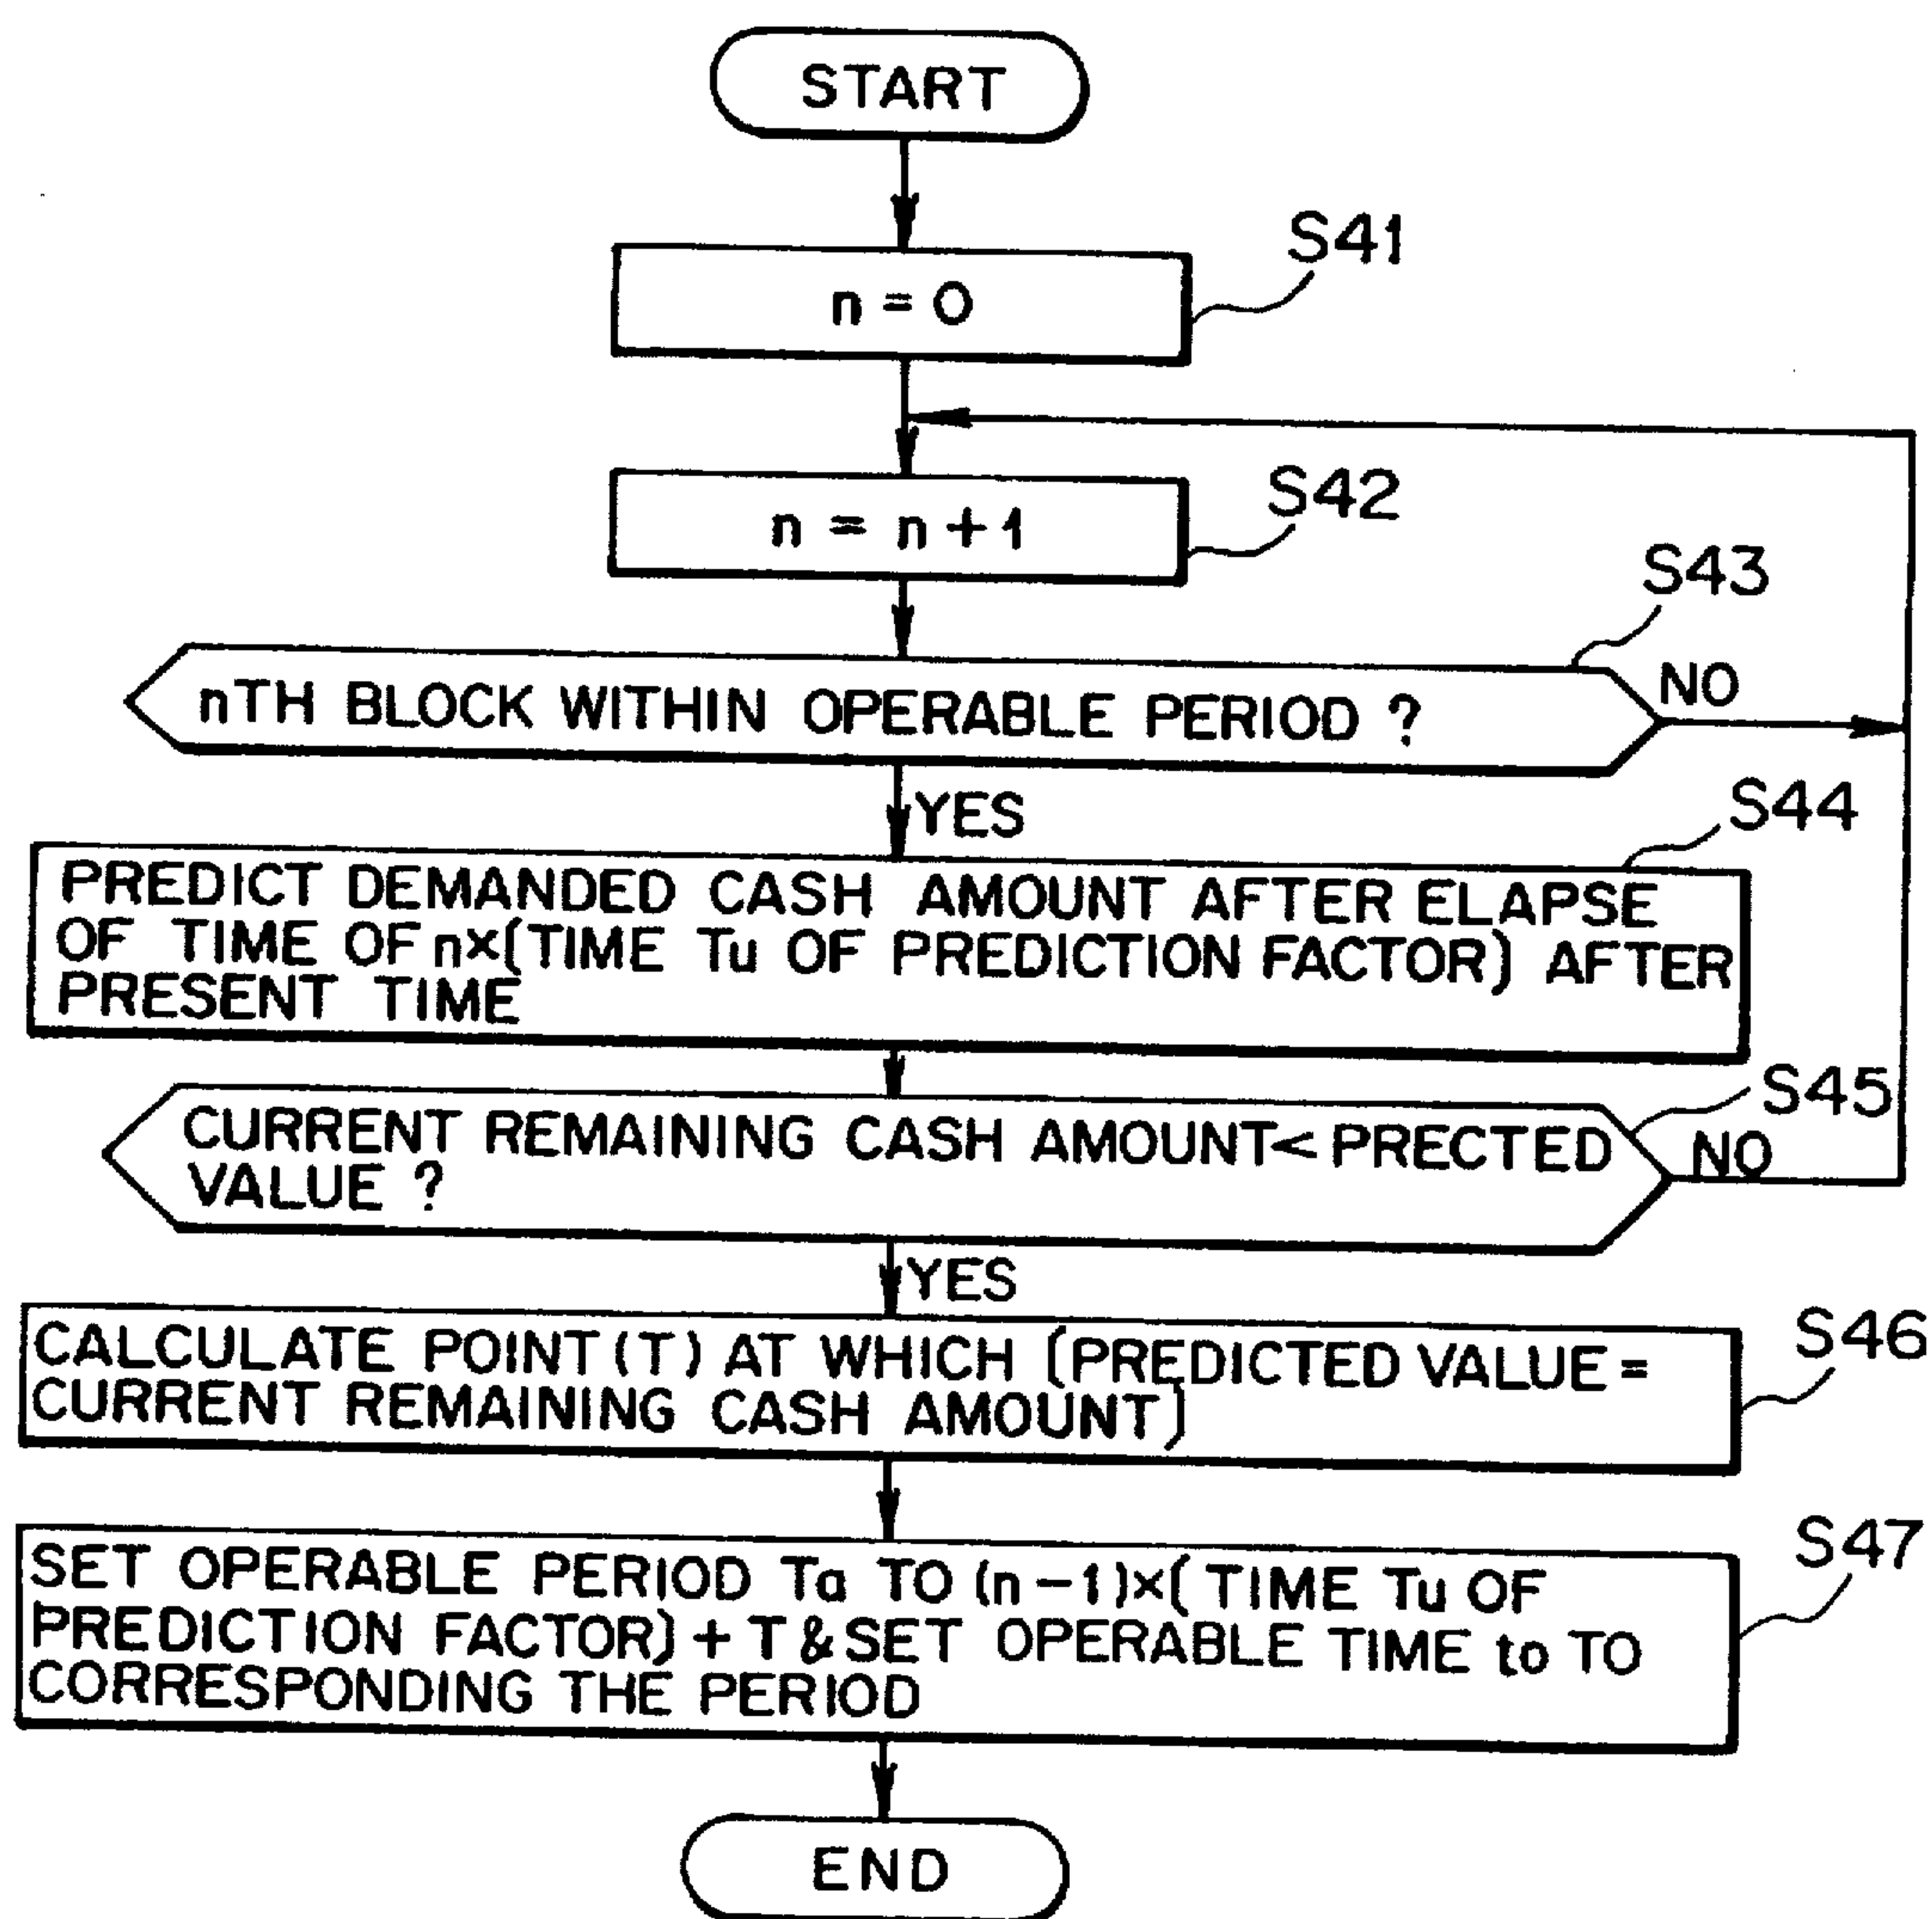 START
S41
n = 0
S42
n = n + 1
S43
nTH BLOCK WITHIN OPERABLE PERIOD ?
NO
YES
S44
PREDICT DEMANDED CASH AMOUNT AFTER ELAPSE
OF TIME OF n×(TIME Tu OF PREDICTION FACTOR) AFTER
PRESENT TIME
S45
CURRENT REMAINING CASH AMOUNT< PRECTED
VALUE ?
NO
YES
S46
CALCULATE POINT (T) AT WHICH (PREDICTED VALUE =
CURRENT REMAINING CASH AMOUNT)
S47
SET OPERABLE PERIOD Ta TO (n-1)×( TIME Tu OF
PREDICTION FACTOR) + T & SET OPERABLE TIME to TO
CORRESPONDING THE PERIOD
END